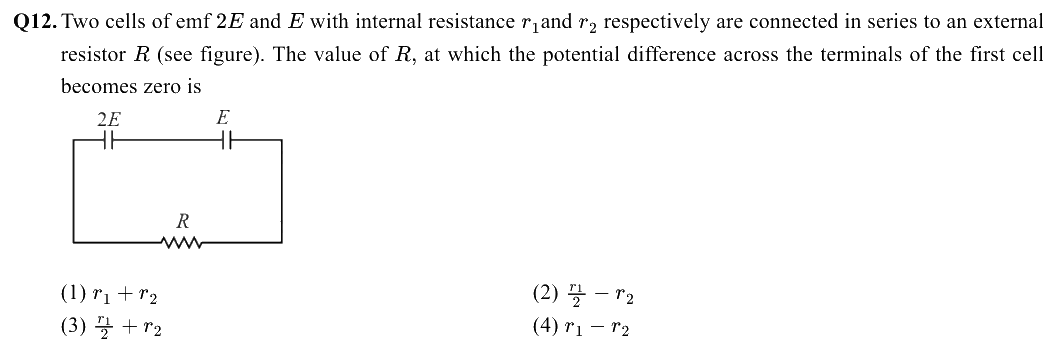 Q12. Two cells of emf 2E and E with internal resistance r₁and r₂ respectively are connected in series to an external
resistor R (see figure). The value of R, at which the potential difference across the terminals of the first cell
becomes zero is
2E E
R
(1) r₁ + r₂ (2) r₁/2 − r₂
(3) r₁/2 + r₂ (4) r₁ − r₂